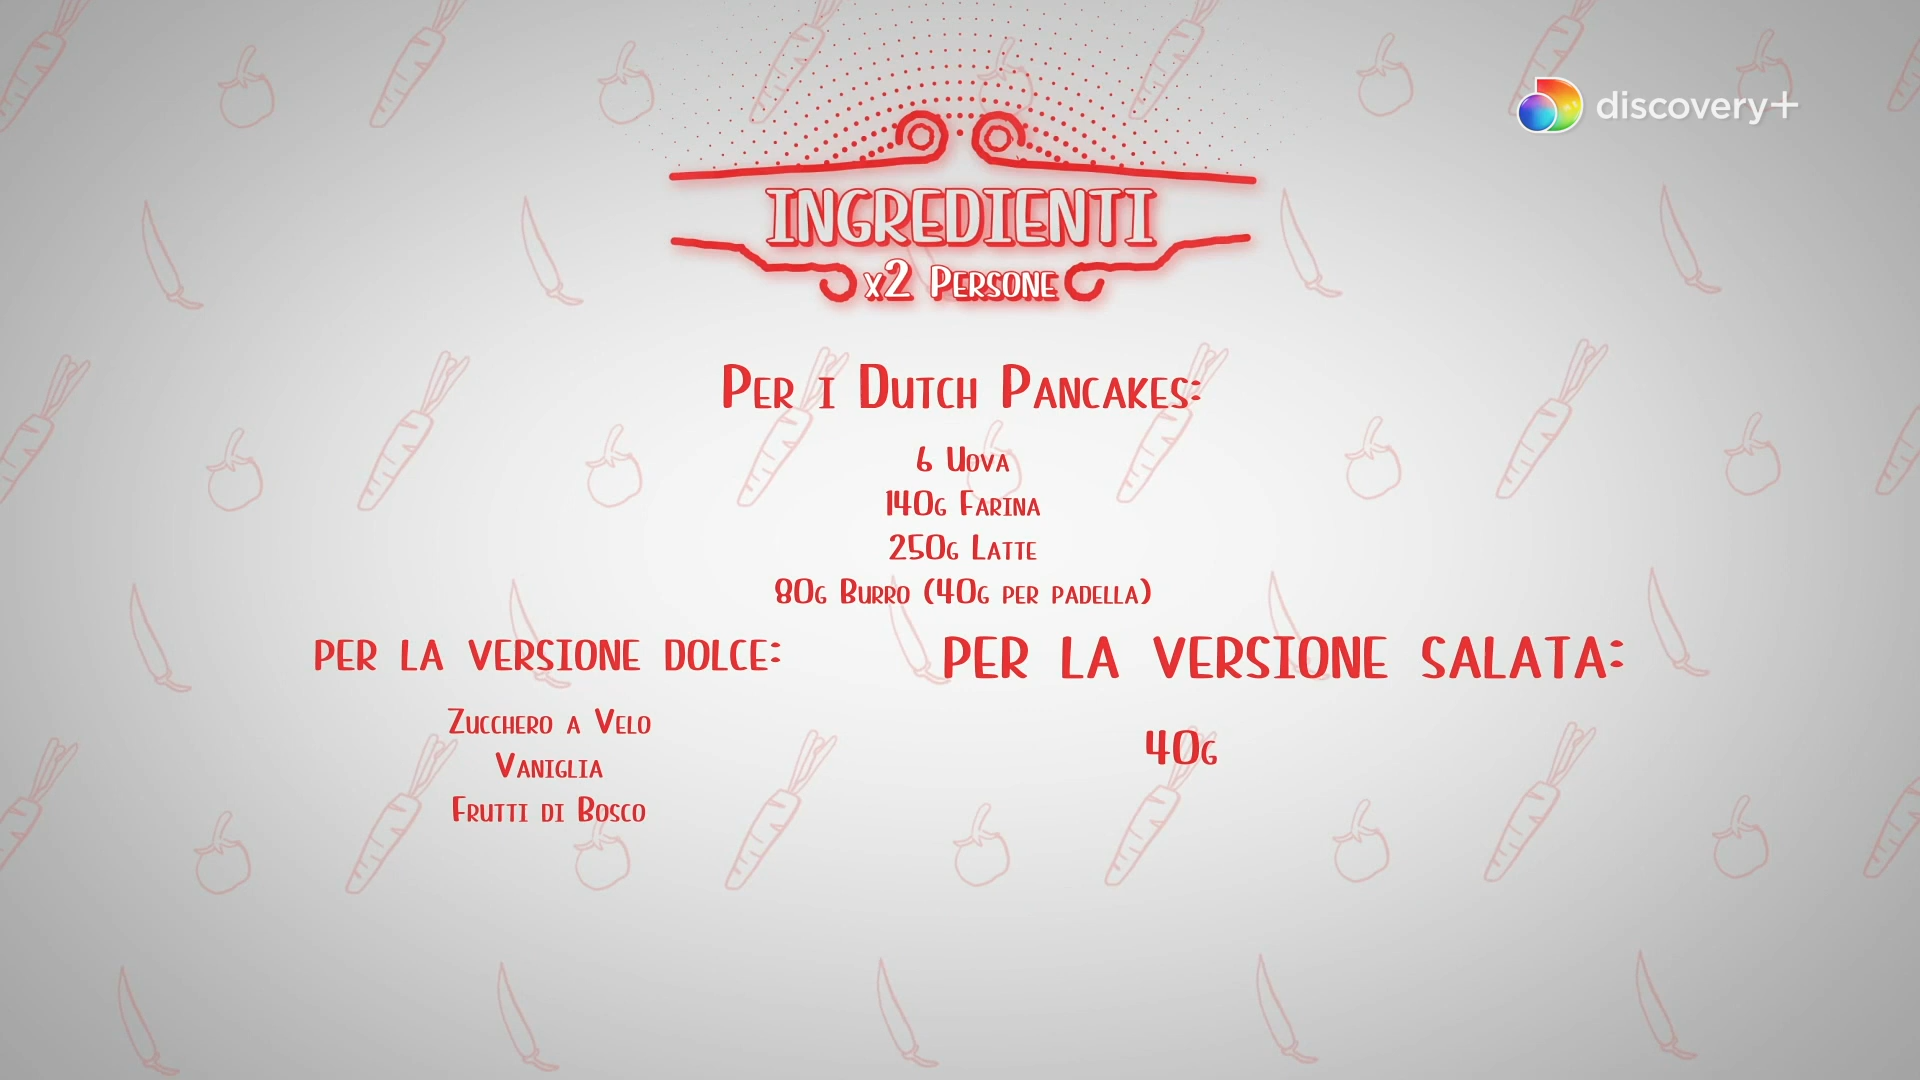 discovery+
INGREDIENTI
x2 Persone
Per i Dutch Pancakes:
6 Uova
140g Farina
250g Latte
80g Burro (40g per padella)
PER LA VERSIONE DOLCE:
Zucchero a Velo
Vaniglia
Frutti di Bosco
PER LA VERSIONE SALATA:
40g